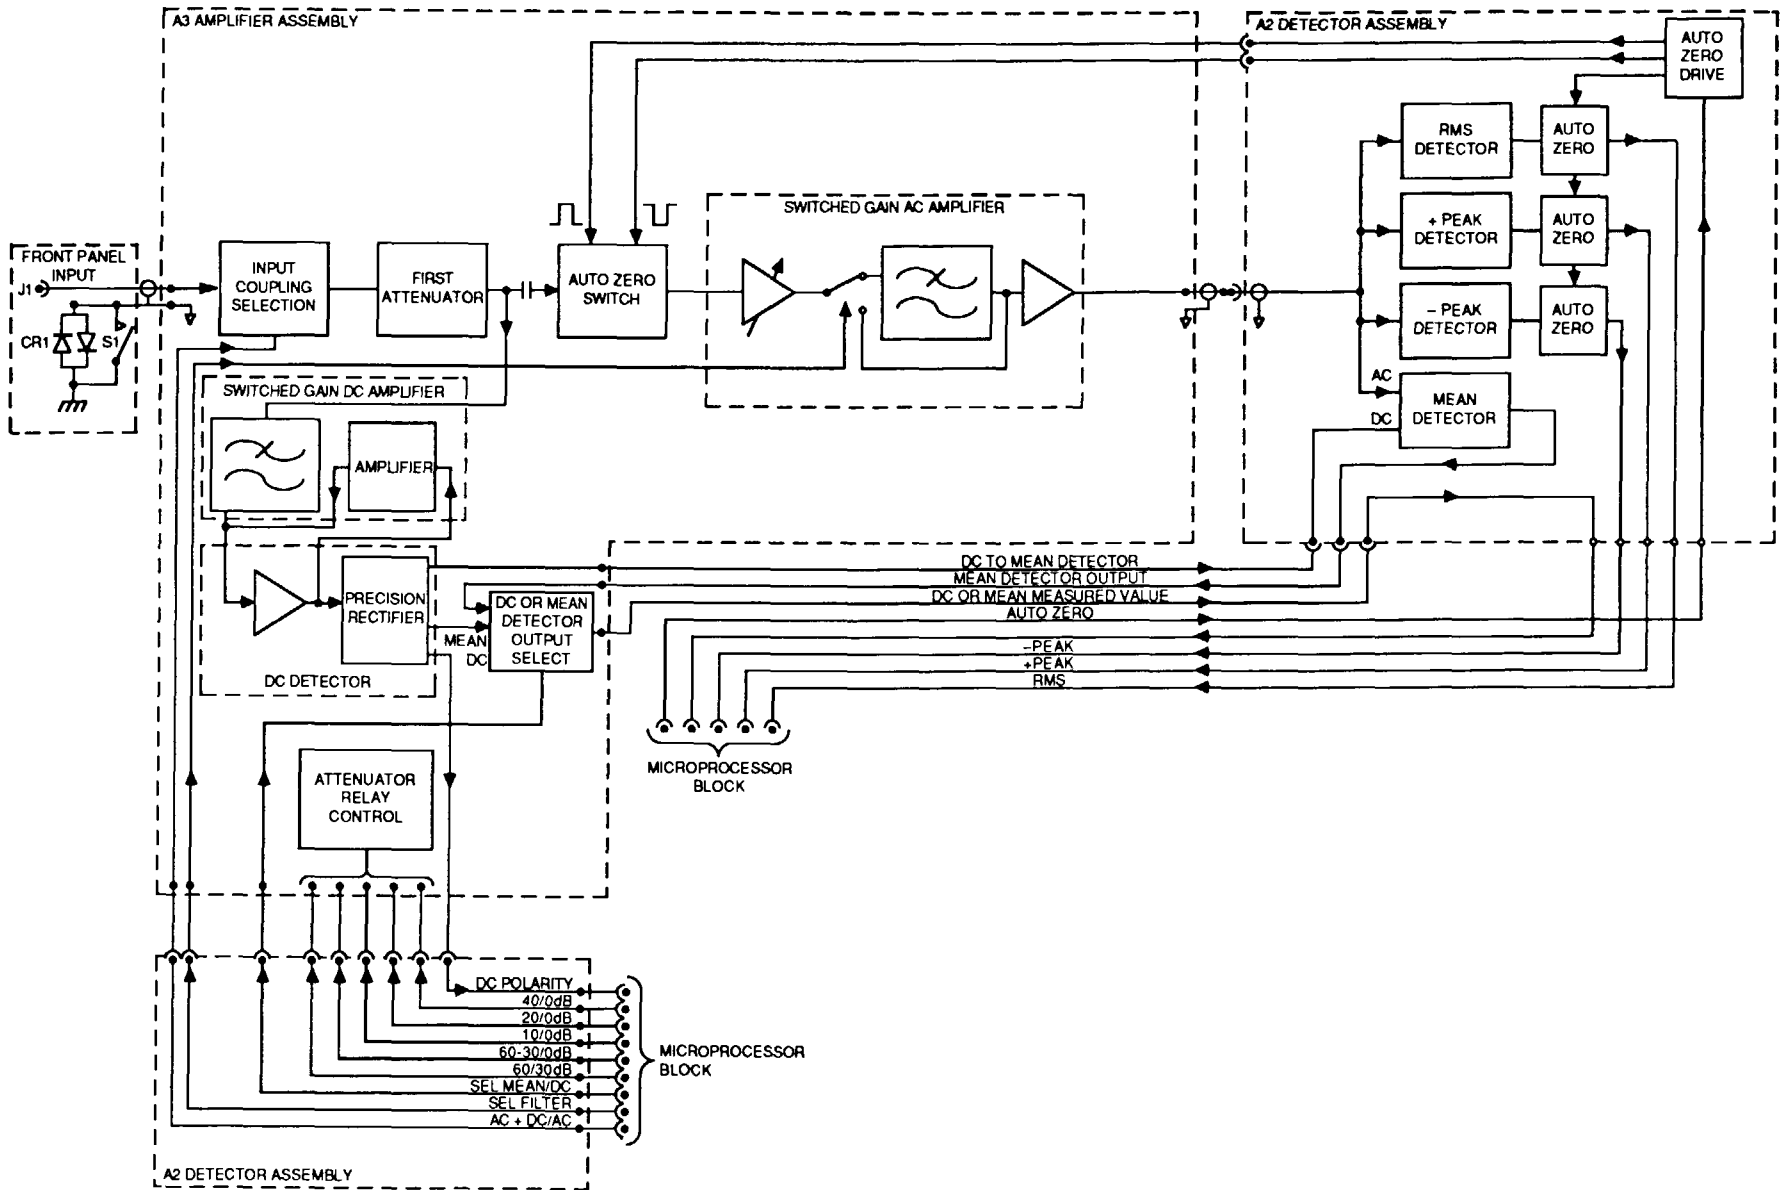 A3 AMPLIFIER ASSEMBLY
A2 DETECTOR ASSEMBLY
AUTO
ZERO
DRIVE
RMS
DETECTOR
AUTO
ZERO
+ PEAK
DETECTOR
AUTO
ZERO
- PEAK
DETECTOR
AUTO
ZERO
AC
DC
MEAN
DETECTOR
SWITCHED GAIN AC AMPLIFIER
FRONT PANEL
INPUT
J1
CR1
S1
INPUT
COUPLING
SELECTION
FIRST
ATTENUATOR
AUTO ZERO
SWITCH
SWITCHED GAIN DC AMPLIFIER
AMPLIFIER
PRECISION
RECTIFIER
DC DETECTOR
MEAN
DC
DC OR MEAN
DETECTOR
OUTPUT
SELECT
DC TO MEAN DETECTOR
MEAN DETECTOR OUTPUT
DC OR MEAN MEASURED VALUE
AUTO ZERO
-PEAK
+PEAK
RMS
MICROPROCESSOR
BLOCK
ATTENUATOR
RELAY
CONTROL
DC POLARITY
40/0dB
20/0dB
10/0dB
60-30/0dB
60/30dB
SEL MEAN/DC
SEL FILTER
AC + DC/AC
MICROPROCESSOR
BLOCK
A2 DETECTOR ASSEMBLY